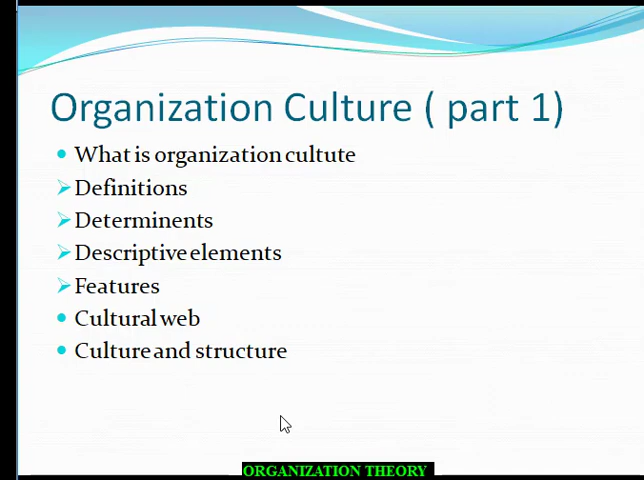 Organization Culture ( part 1)
What is organization cultute
Definitions
Determinents
Descriptive elements
Features
Cultural web
Culture and structure
ORGANIZATION THEORY